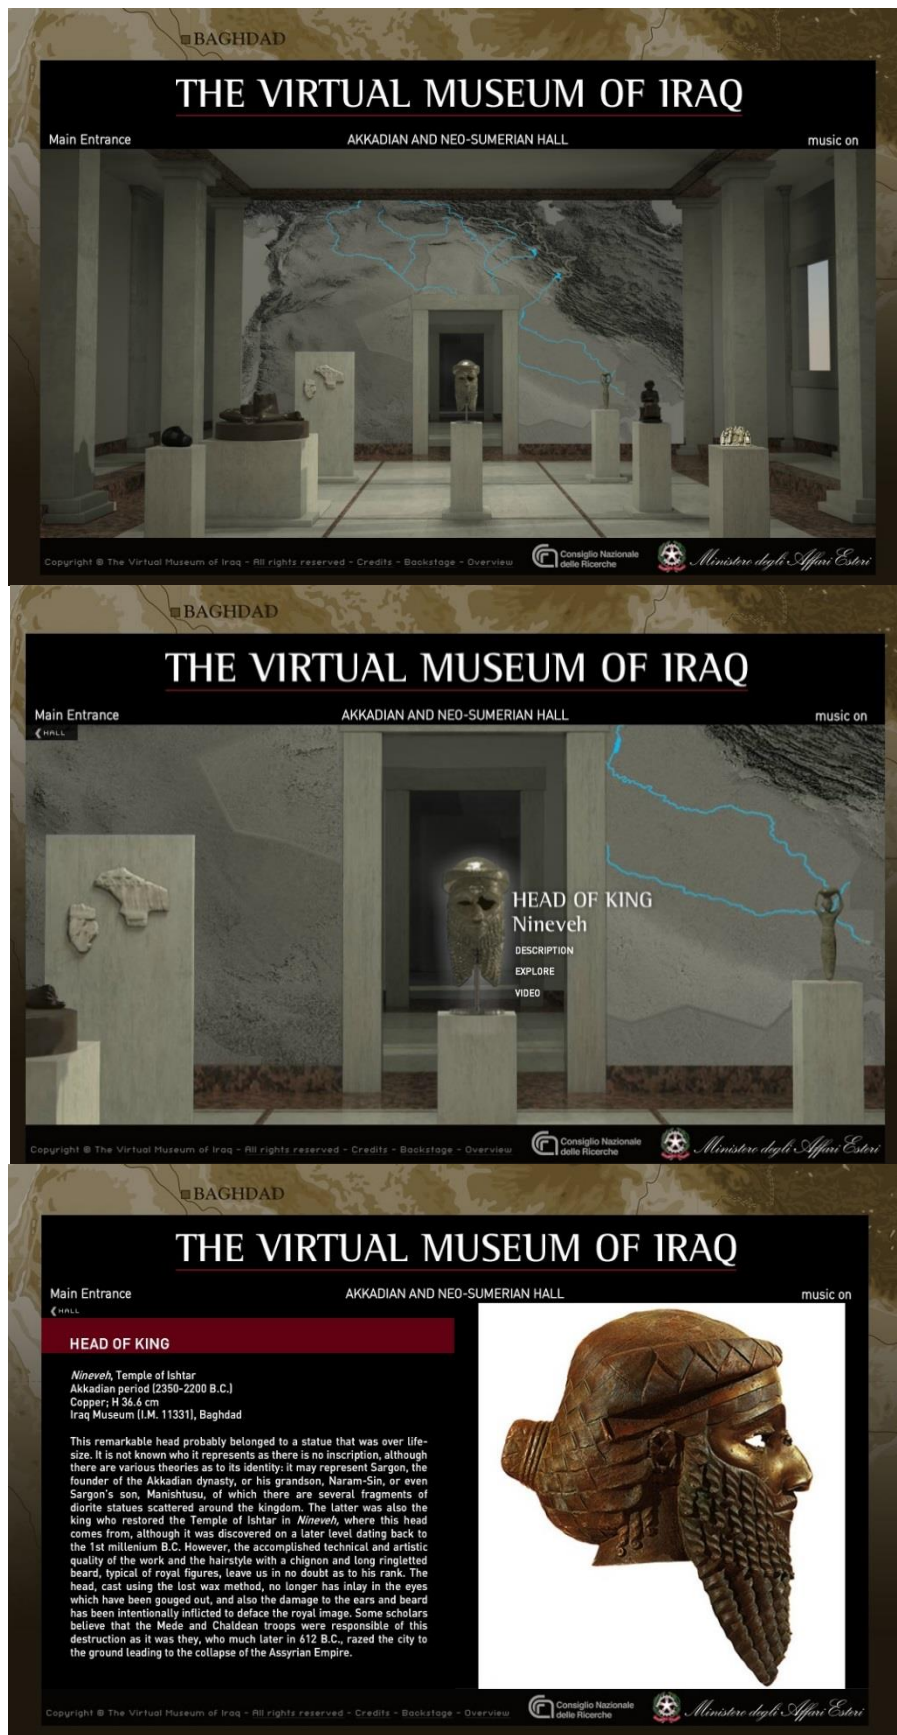 BAGHDAD
THE VIRTUAL MUSEUM OF IRAQ
Main Entrance AKKADIAN AND NEO-SUMERIAN HALL music on
Copyright © The Virtual Museum of Iraq - All rights reserved - Credits - Backstage - Overview
Consiglio Nazionale
delle Ricerche
Ministero degli Affari Esteri
BAGHDAD
THE VIRTUAL MUSEUM OF IRAQ
Main Entrance AKKADIAN AND NEO-SUMERIAN HALL music on
❮HALL
HEAD OF KING
Nineveh
DESCRIPTION
EXPLORE
VIDEO
Copyright © The Virtual Museum of Iraq - All rights reserved - Credits - Backstage - Overview
Consiglio Nazionale
delle Ricerche
Ministero degli Affari Esteri
BAGHDAD
THE VIRTUAL MUSEUM OF IRAQ
Main Entrance AKKADIAN AND NEO-SUMERIAN HALL music on
❮HALL
HEAD OF KING
Nineveh, Temple of Ishtar
Akkadian period (2350-2200 B.C.)
Copper; H 36.6 cm
Iraq Museum (I.M. 11331), Baghdad
This remarkable head probably belonged to a statue that was over life-
size. It is not known who it represents as there is no inscription, although
there are various theories as to its identity: it may represent Sargon, the
founder of the Akkadian dynasty, or his grandson, Naram-Sin, or even
Sargon's son, Manishtusu, of which there are several fragments of
diorite statues scattered around the kingdom. The latter was also the
king who restored the Temple of Ishtar in Nineveh, where this head
comes from, although it was discovered on a later level dating back to
the 1st millenium B.C. However, the accomplished technical and artistic
quality of the work and the hairstyle with a chignon and long ringletted
beard, typical of royal figures, leave us in no doubt as to his rank. The
head, cast using the lost wax method, no longer has inlay in the eyes
which have been gouged out, and also the damage to the ears and beard
has been intentionally inflicted to deface the royal image. Some scholars
believe that the Mede and Chaldean troops were responsible of this
destruction as it was they, who much later in 612 B.C., razed the city to
the ground leading to the collapse of the Assyrian Empire.
Copyright © The Virtual Museum of Iraq - All rights reserved - Credits - Backstage - Overview
Consiglio Nazionale
delle Ricerche
Ministero degli Affari Esteri